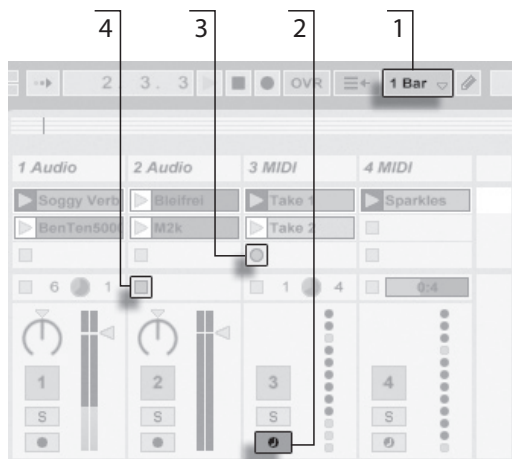 4 3 2 1
2. 3. 3 OVR 1 Bar
1 Audio 2 Audio 3 MIDI 4 MIDI
Soggy Verb Bleifrei Take 1 Sparkles
BenTen5000 M2k Take 2
6 1 1 4 0:4
1 2 3 4
S S S S